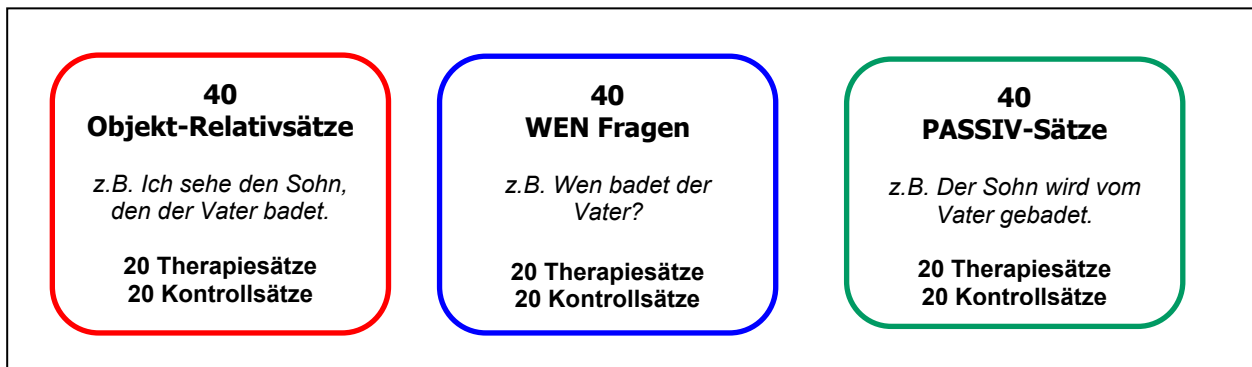 40
Objekt-Relativsätze
z.B. Ich sehe den Sohn,
den der Vater badet.
20 Therapiesätze
20 Kontrollsätze
40
WEN Fragen
z.B. Wen badet der
Vater?
20 Therapiesätze
20 Kontrollsätze
40
PASSIV-Sätze
z.B. Der Sohn wird vom
Vater gebadet.
20 Therapiesätze
20 Kontrollsätze